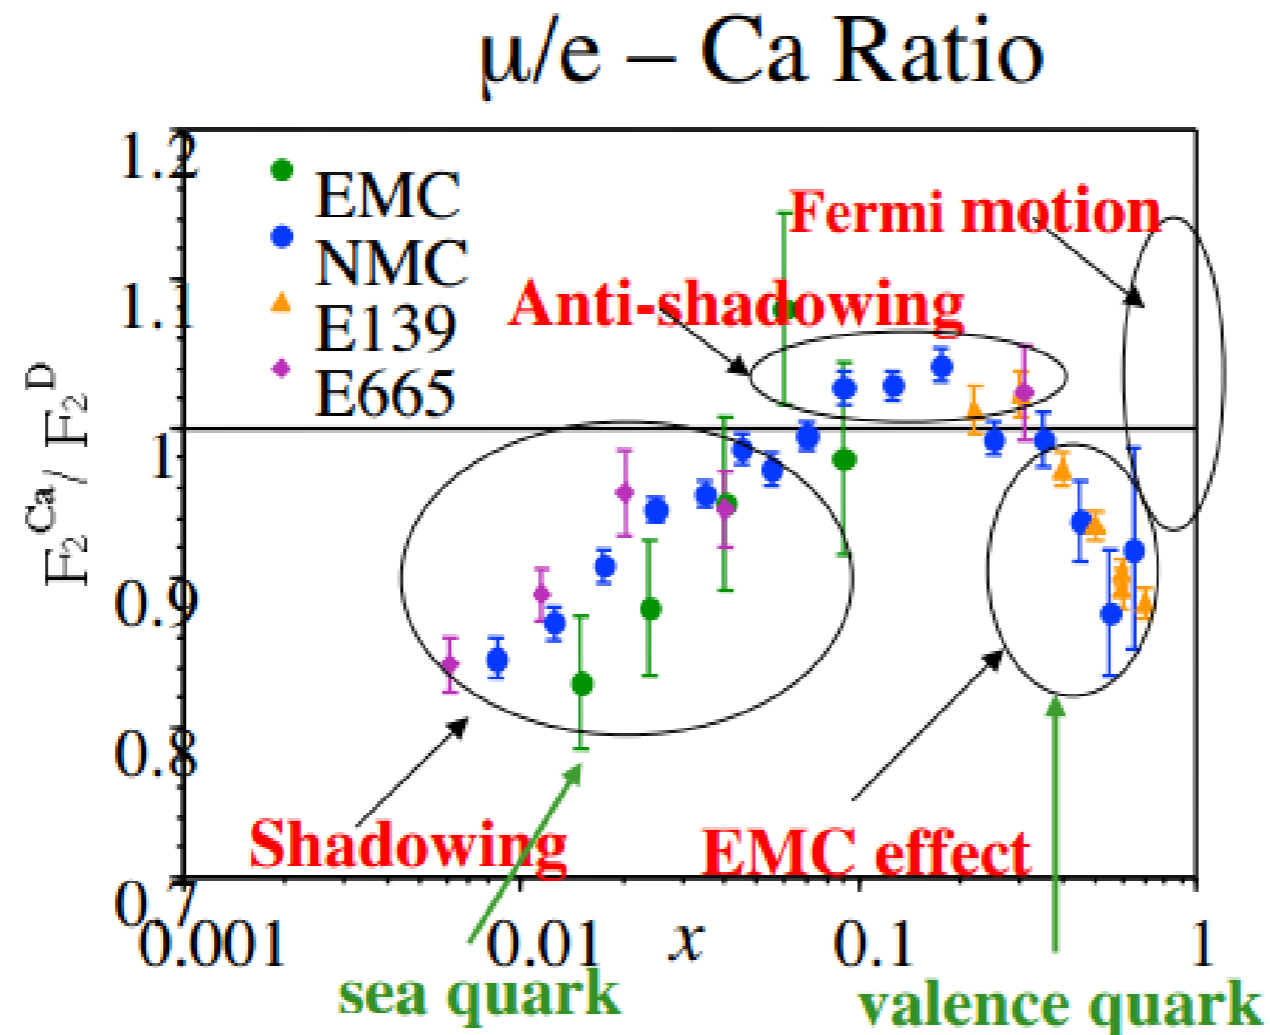 μ/e – Ca Ratio
1.2
EMC
NMC
E139
E665
Fermi motion
Anti-shadowing
1.1
1
0.9
0.8
0.7
F₂ᶜᵃ / F₂ᴰ
Shadowing
EMC effect
0.001
0.01
x
0.1
1
sea quark
valence quark